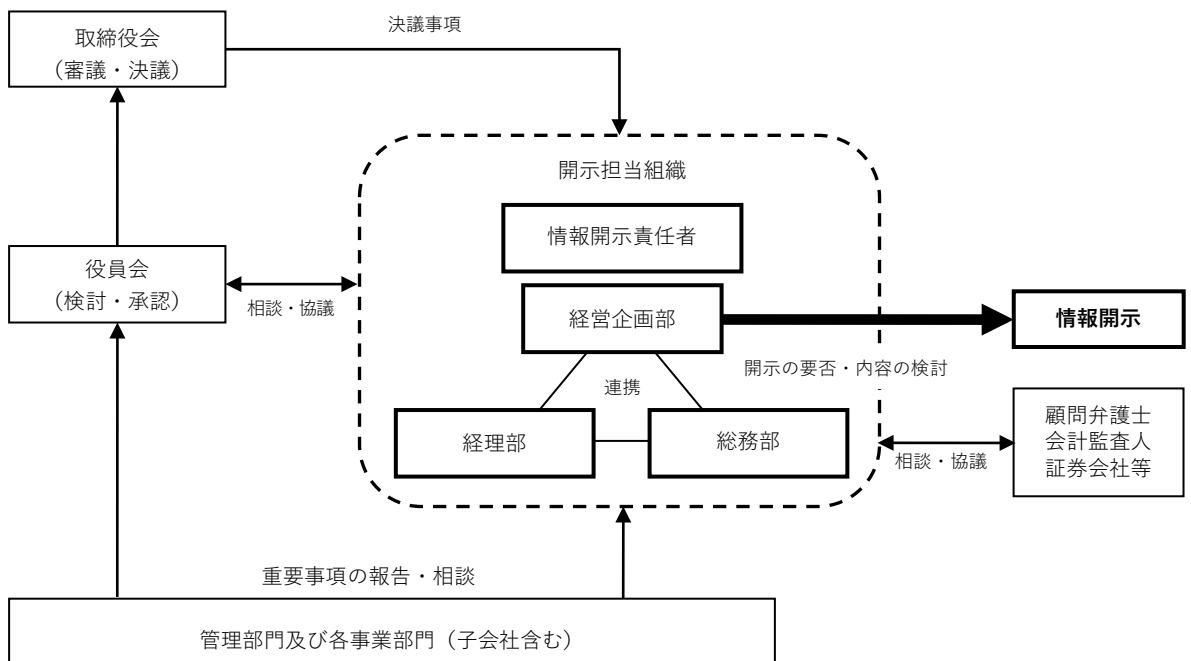 取締役会
（審議・決議）
決議事項
開示担当組織
情報開示責任者
役員会
（検討・承認）
相談・協議
経営企画部
情報開示
開示の要否・内容の検討
連携
経理部
総務部
顧問弁護士
会計監査人
証券会社等
相談・協議
重要事項の報告・相談
管理部門及び各事業部門（子会社含む）